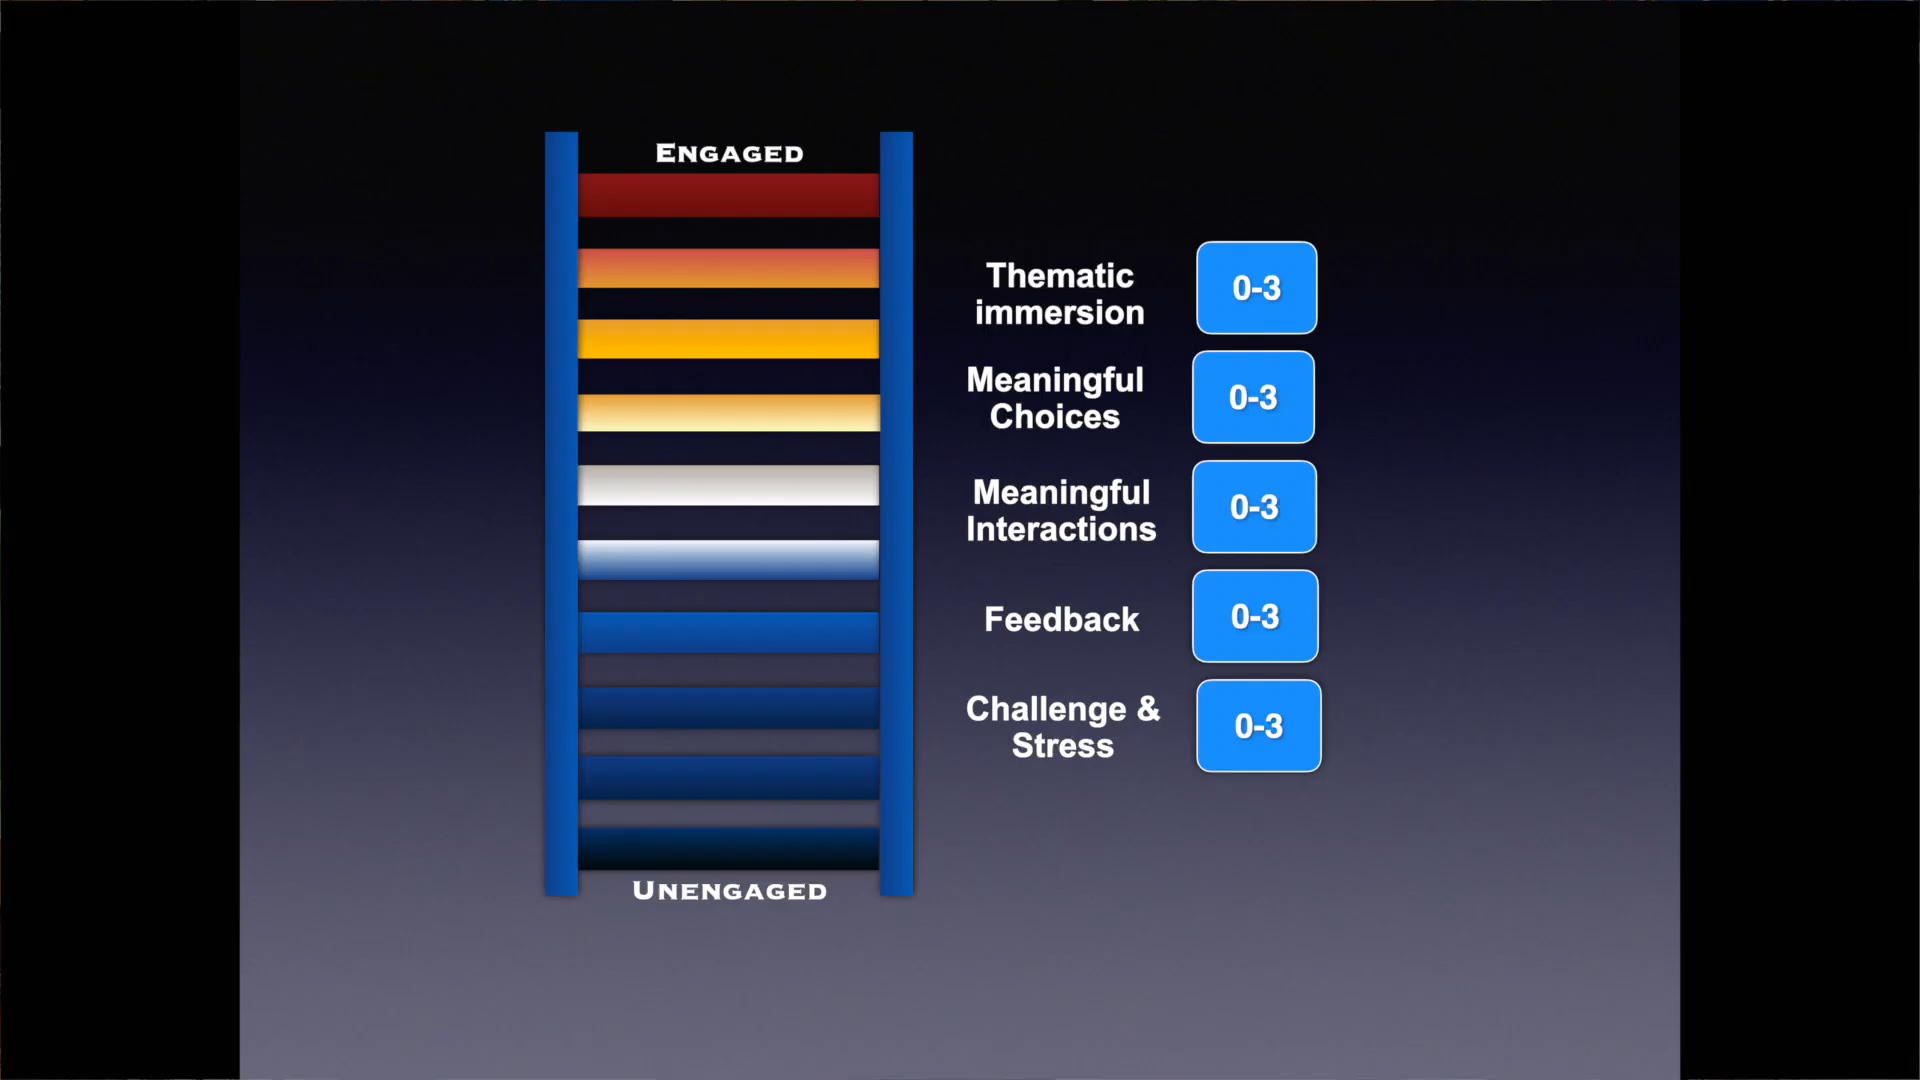 ENGAGED
Thematic
immersion
0-3
Meaningful
Choices
0-3
Meaningful
Interactions
0-3
Feedback
0-3
Challenge &
Stress
0-3
UNENGAGED